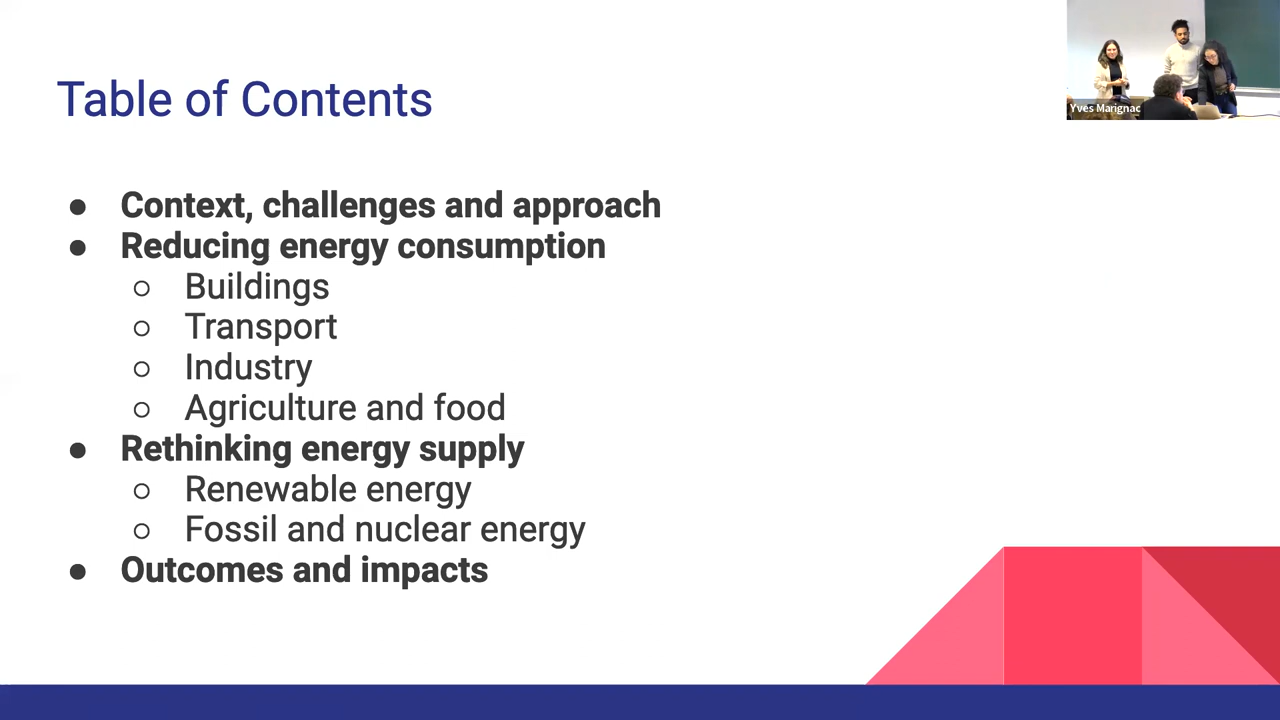 Table of Contents
● Context, challenges and approach
● Reducing energy consumption
○ Buildings
○ Transport
○ Industry
○ Agriculture and food
● Rethinking energy supply
○ Renewable energy
○ Fossil and nuclear energy
● Outcomes and impacts
Yves Marignac